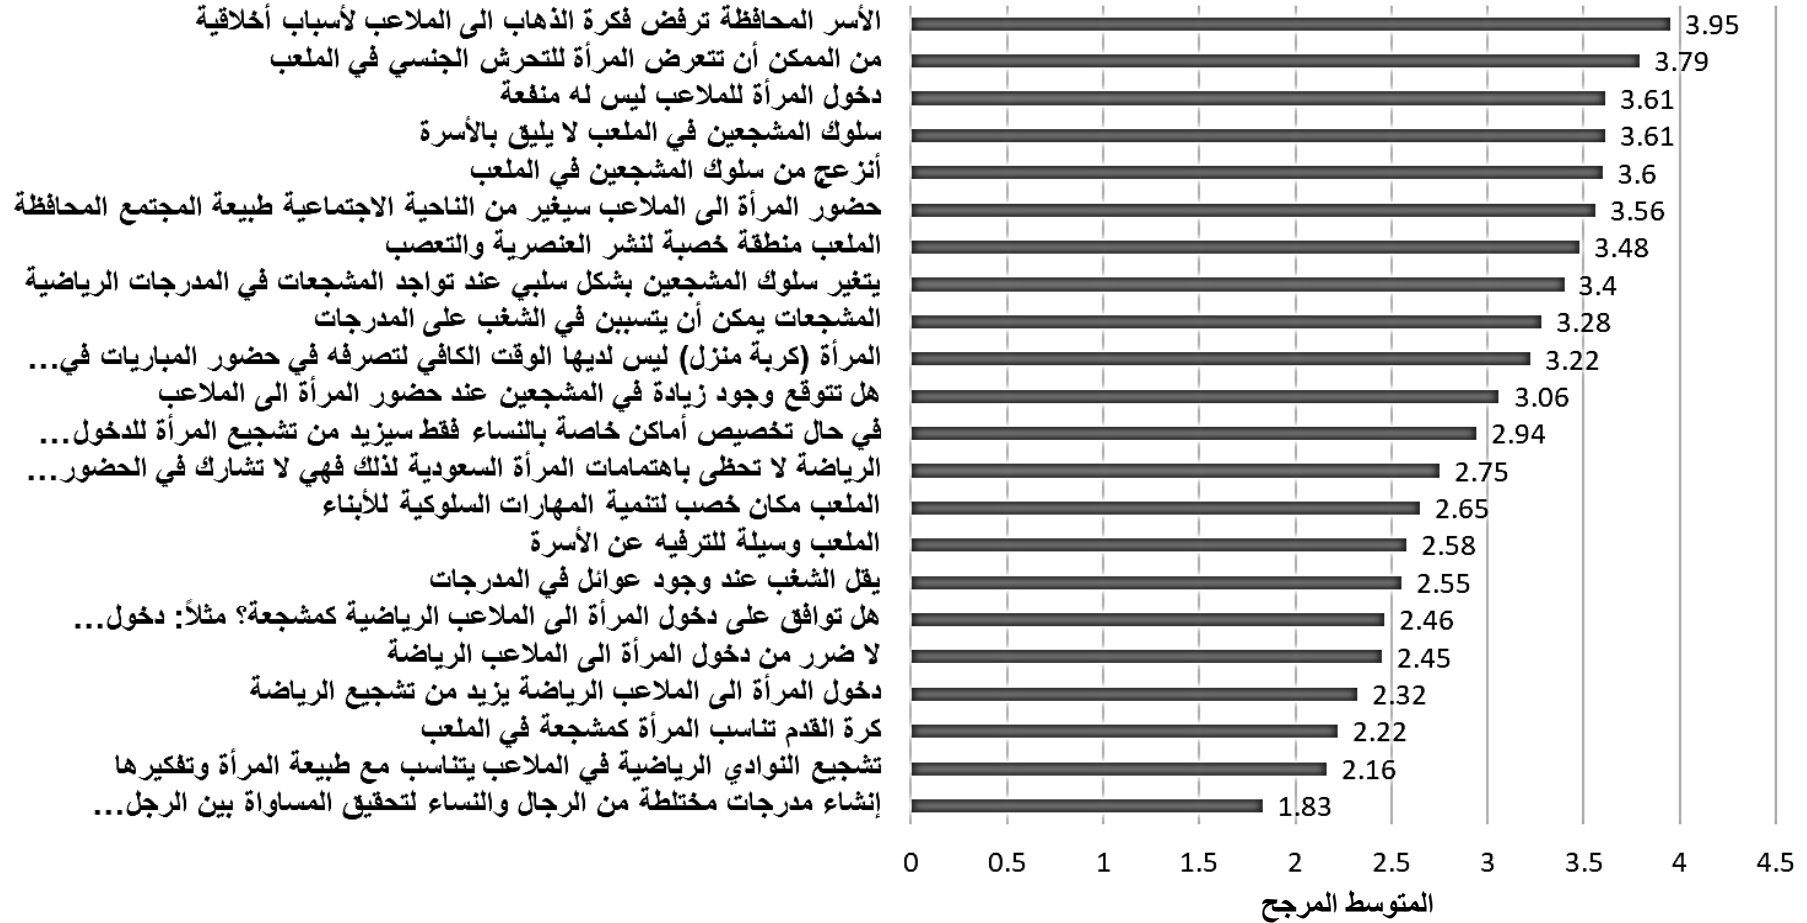 الأسر المحافظة ترفض فكرة الذهاب الى الملاعب لأسباب أخلاقية 3.95
من الممكن أن تتعرض المرأة للتحرش الجنسي في الملعب 3.79
دخول المرأة للملاعب ليس له منفعة 3.61
سلوك المشجعين في الملعب لا يليق بالأسرة 3.61
أنزعج من سلوك المشجعين في الملعب 3.6
حضور المرأة الى الملاعب سيغير من الناحية الاجتماعية طبيعة المجتمع المحافظة 3.56
الملعب منطقة خصبة لنشر العنصرية والتعصب 3.48
يتغير سلوك المشجعين بشكل سلبي عند تواجد المشجعات في المدرجات الرياضية 3.4
المشجعات يمكن أن يتسببن في الشغب على المدرجات 3.28
المرأة (كربة منزل) ليس لديها الوقت الكافي لتصرفه في حضور المباريات في... 3.22
هل تتوقع وجود زيادة في المشجعين عند حضور المرأة الى الملاعب 3.06
في حال تخصيص أماكن خاصة بالنساء فقط سيزيد من تشجيع المرأة للدخول... 2.94
الرياضة لا تحظى باهتمامات المرأة السعودية لذلك فهي لا تشارك في الحضور... 2.75
الملعب مكان خصب لتنمية المهارات السلوكية للأبناء 2.65
الملعب وسيلة للترفيه عن الأسرة 2.58
يقل الشغب عند وجود عوائل في المدرجات 2.55
هل توافق على دخول المرأة الى الملاعب الرياضية كمشجعة؟ مثلاً: دخول... 2.46
لا ضرر من دخول المرأة الى الملاعب الرياضة 2.45
دخول المرأة الى الملاعب الرياضة يزيد من تشجيع الرياضة 2.32
كرة القدم تناسب المرأة كمشجعة في الملعب 2.22
تشجيع النوادي الرياضية في الملاعب يتناسب مع طبيعة المرأة وتفكيرها 2.16
إنشاء مدرجات مختلطة من الرجال والنساء لتحقيق المساواة بين الرجل... 1.83
0 0.5 1 1.5 2 2.5 3 3.5 4 4.5
المتوسط المرجح